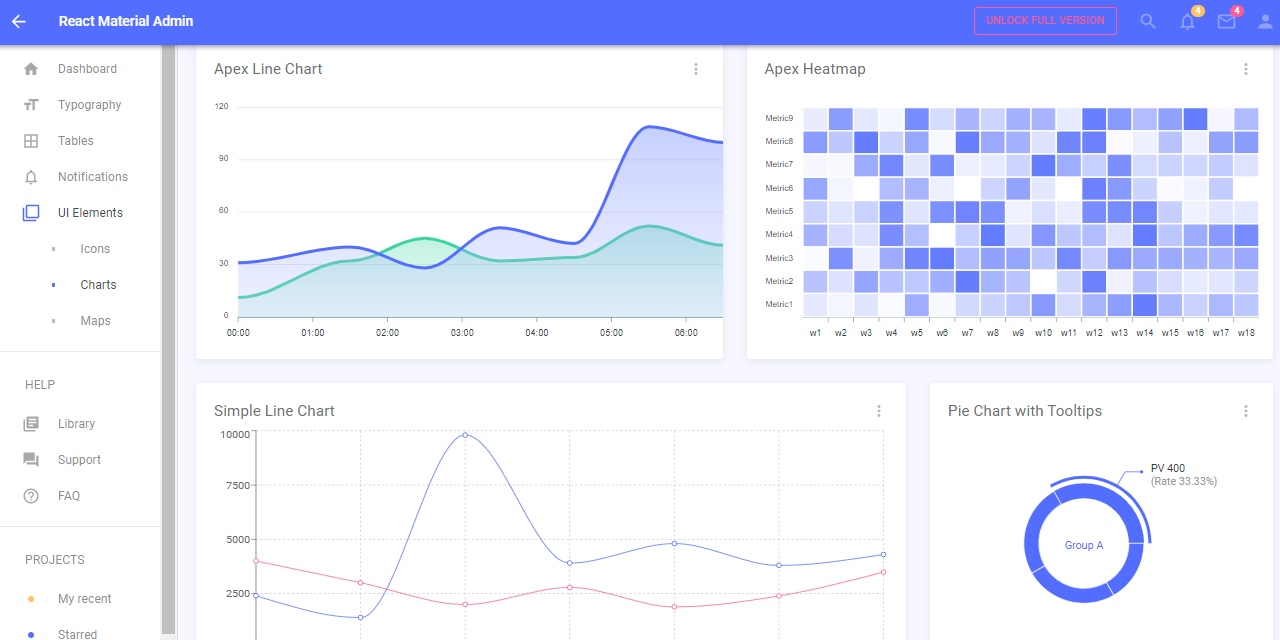 React Material Admin
UNLOCK FULL VERSION
4
4
Dashboard
Typography
Tables
Notifications
UI Elements
Icons
Charts
Maps
HELP
Library
Support
FAQ
PROJECTS
My recent
Starred
Apex Line Chart
120
90
60
30
0
00:00 01:00 02:00 03:00 04:00 05:00 06:00
Apex Heatmap
Metric9
Metric8
Metric7
Metric6
Metric5
Metric4
Metric3
Metric2
Metric1
w1 w2 w3 w4 w5 w6 w7 w8 w9 w10 w11 w12 w13 w14 w15 w16 w17 w18
Simple Line Chart
10000
7500
5000
2500
Pie Chart with Tooltips
PV 400
(Rate 33.33%)
Group A